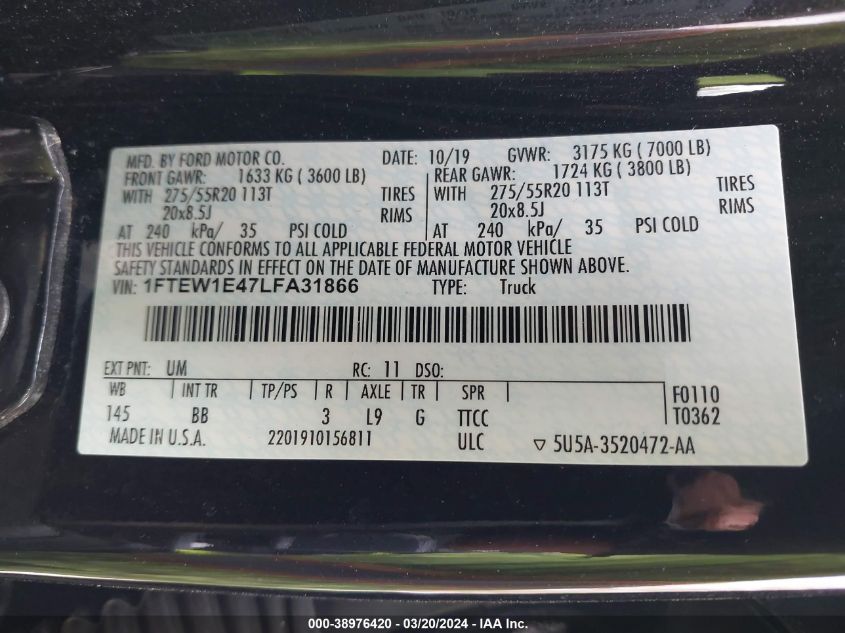 MFD. BY FORD MOTOR CO. DATE: 10/19 GVWR: 3175 KG ( 7000 LB)
FRONT GAWR: 1633 KG ( 3600 LB) REAR GAWR: 1724 KG ( 3800 LB)
WITH 275/55R20 113T TIRES WITH 275/55R20 113T TIRES
20x8.5J RIMS 20x8.5J RIMS
AT 240 kPa/ 35 PSI COLD AT 240 kPa/ 35 PSI COLD
THIS VEHICLE CONFORMS TO ALL APPLICABLE FEDERAL MOTOR VEHICLE
SAFETY STANDARDS IN EFFECT ON THE DATE OF MANUFACTURE SHOWN ABOVE.
VIN: 1FTEW1E47LFA31866 TYPE: Truck
EXT PNT: UM RC: 11 DSO:
WB INT TR TP/PS R AXLE TR SPR F0110
145 BB 3 L9 G TTCC T0362
MADE IN U.S.A. 2201910156811 ULC ▽ 5U5A-3520472-AA
000-38976420 - 03/20/2024 - IAA, Inc.